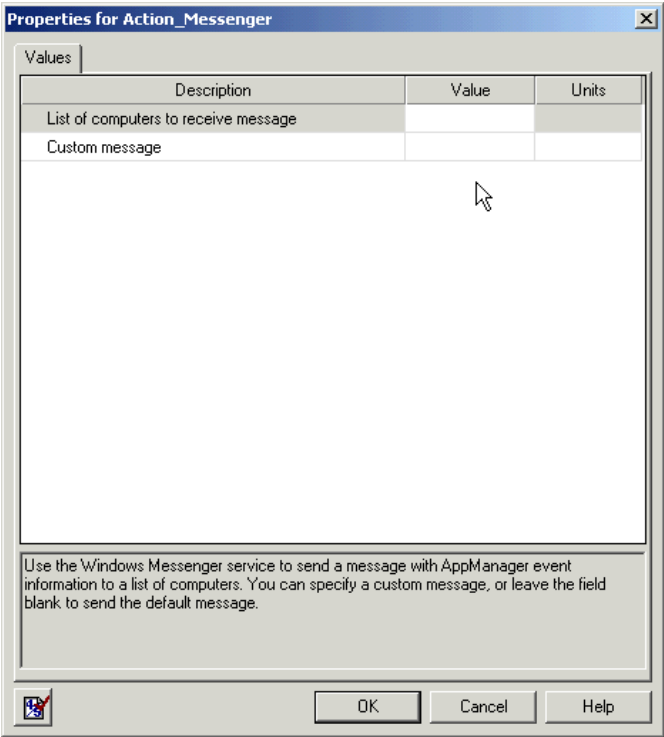 Properties for Action_Messenger
Values
Description Value Units
List of computers to receive message
Custom message
Use the Windows Messenger service to send a message with AppManager event
information to a list of computers. You can specify a custom message, or leave the field
blank to send the default message.
OK Cancel Help